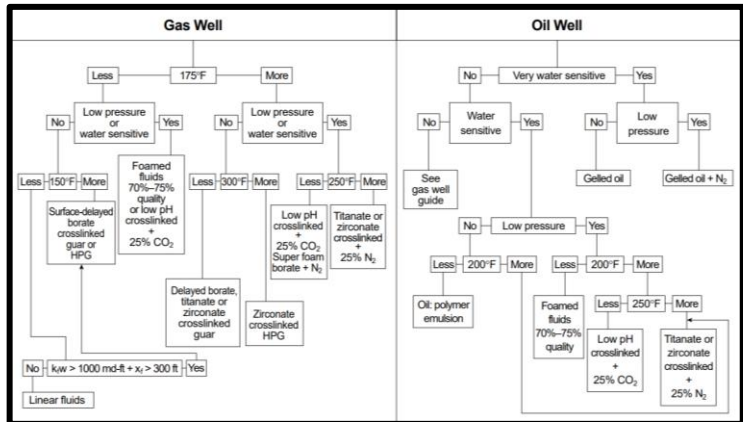 Gas Well
Less
175°F
More
Low pressure
or
water sensitive
No
Yes
Low pressure
or
water sensitive
No
Yes
Less
150°F
More
Foamed
fluids
70%–75%
quality
or low pH
crosslinked
+
25% CO2
Less
300°F
More
Less
250°F
More
Surface-delayed
borate
crosslinked
guar or
HPG
Low pH
crosslinked
+
25% CO2
Super foam
borate + N2
Titanate or
zirconate
crosslinked
+
25% N2
Delayed borate,
titanate or
zirconate
crosslinked
guar
Zirconate
crosslinked
HPG
No
kfw > 1000 md-ft + xf > 300 ft
Yes
Linear fluids
Oil Well
No
Very water sensitive
Yes
No
Water
sensitive
Yes
No
Low
pressure
Yes
See
gas well
guide
Gelled oil
Gelled oil + N2
No
Low pressure
Yes
Less
200°F
More
Less
200°F
More
Oil: polymer
emulsion
Foamed
fluids
70%–75%
quality
Less
250°F
More
Low pH
crosslinked
+
25% CO2
Titanate or
zirconate
crosslinked
+
25% N2